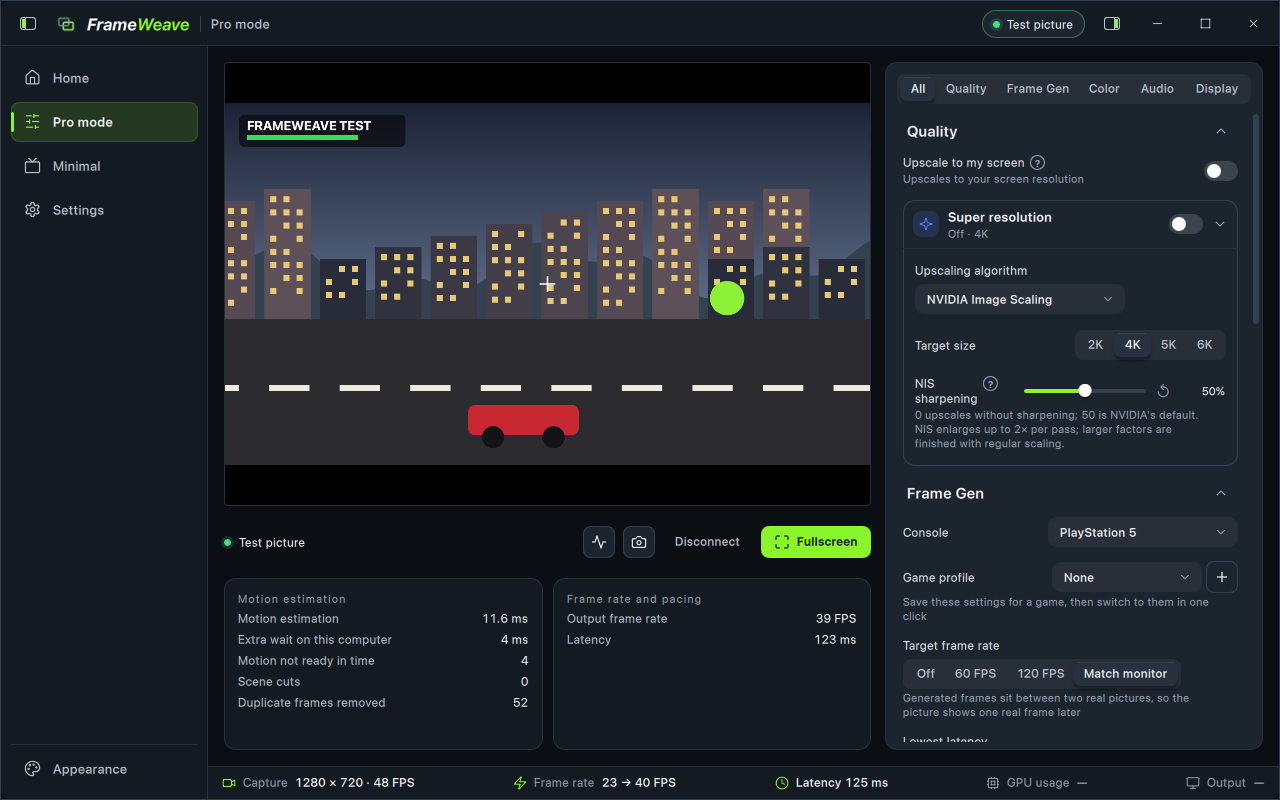 FrameWeave
Pro mode
Test picture
Home
Pro mode
Minimal
Settings
Appearance
FRAMEWEAVE TEST
Test picture
Disconnect
Fullscreen
Motion estimation
Motion estimation 11.6 ms
Extra wait on this computer 4 ms
Motion not ready in time 4
Scene cuts 0
Duplicate frames removed 52
Frame rate and pacing
Output frame rate 39 FPS
Latency 123 ms
All Quality Frame Gen Color Audio Display
Quality
Upscale to my screen ?
Upscales to your screen resolution
Super resolution
Off · 4K
Upscaling algorithm
NVIDIA Image Scaling
Target size 2K 4K 5K 6K
NIS
sharpening ? 50%
0 upscales without sharpening; 50 is NVIDIA's default.
NIS enlarges up to 2× per pass; larger factors are
finished with regular scaling.
Frame Gen
Console PlayStation 5
Game profile None
Save these settings for a game, then switch to them in one
click
Target frame rate
Off 60 FPS 120 FPS Match monitor
Generated frames sit between two real pictures, so the
picture shows one real frame later
Lowest latency
Capture 1280 × 720 · 48 FPS
Frame rate 23 → 40 FPS
Latency 125 ms
GPU usage —
Output —